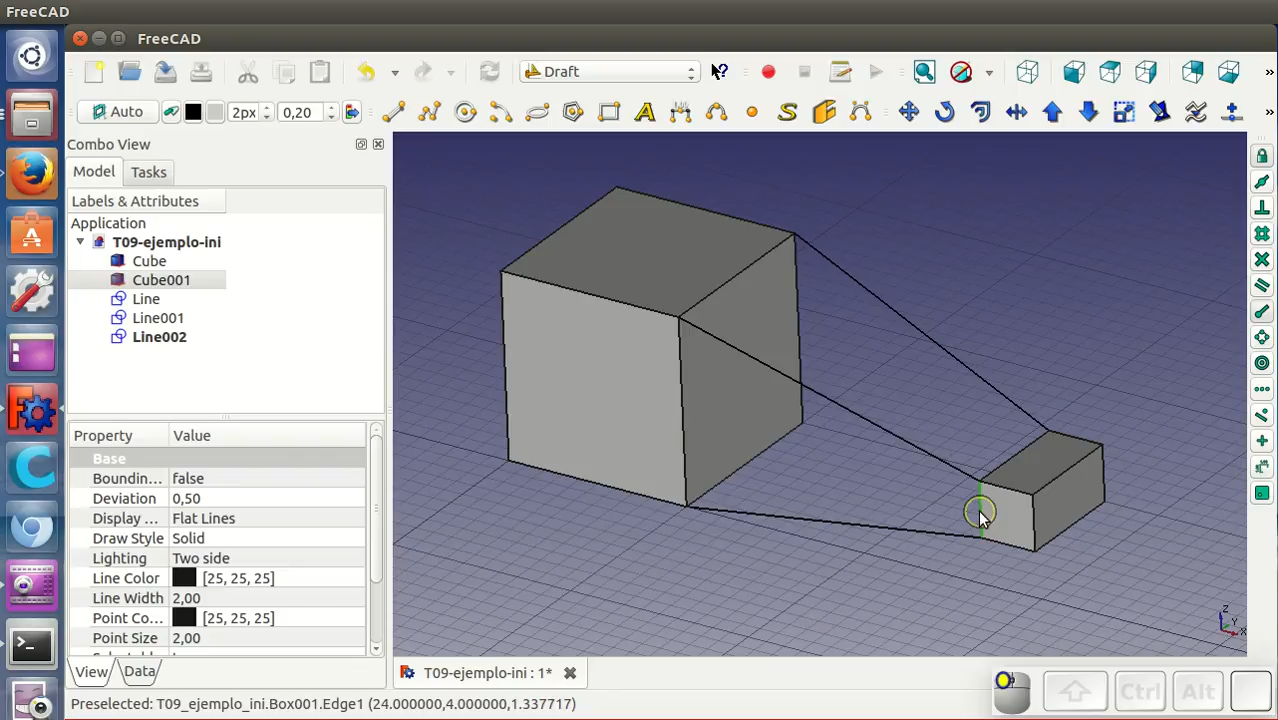 FreeCAD
FreeCAD
Draft
Auto
2px
0,20
Combo View
Model
Tasks
Labels & Attributes
Application
T09-ejemplo-ini
Cube
Cube001
Line
Line001
Line002
Property
Value
Base
Boundin... false
Deviation 0,50
Display ... Flat Lines
Draw Style Solid
Lighting Two side
Line Color [25, 25, 25]
Line Width 2,00
Point Co... [25, 25, 25]
Point Size 2,00
View
Data
T09-ejemplo-ini : 1*
Z
Y
X
Ctrl
Alt
Preselected: T09_ejemplo_ini.Box001.Edge1 (24.000000,4.000000,1.337717)